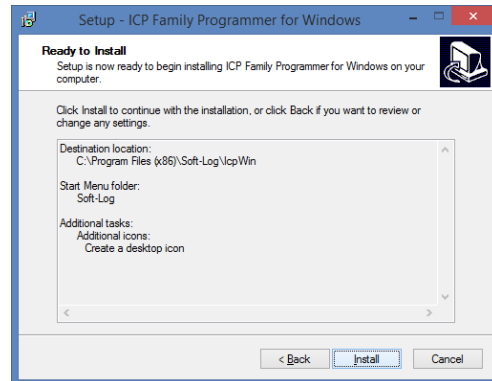 Setup - ICP Family Programmer for Windows
Ready to Install
Setup is now ready to begin installing ICP Family Programmer for Windows on your
computer.
Click Install to continue with the installation, or click Back if you want to review or
change any settings.
Destination location:
C:\Program Files (x86)\Soft-Log\IcpWin
Start Menu folder:
Soft-Log
Additional tasks:
Additional icons:
Create a desktop icon
< Back
Install
Cancel